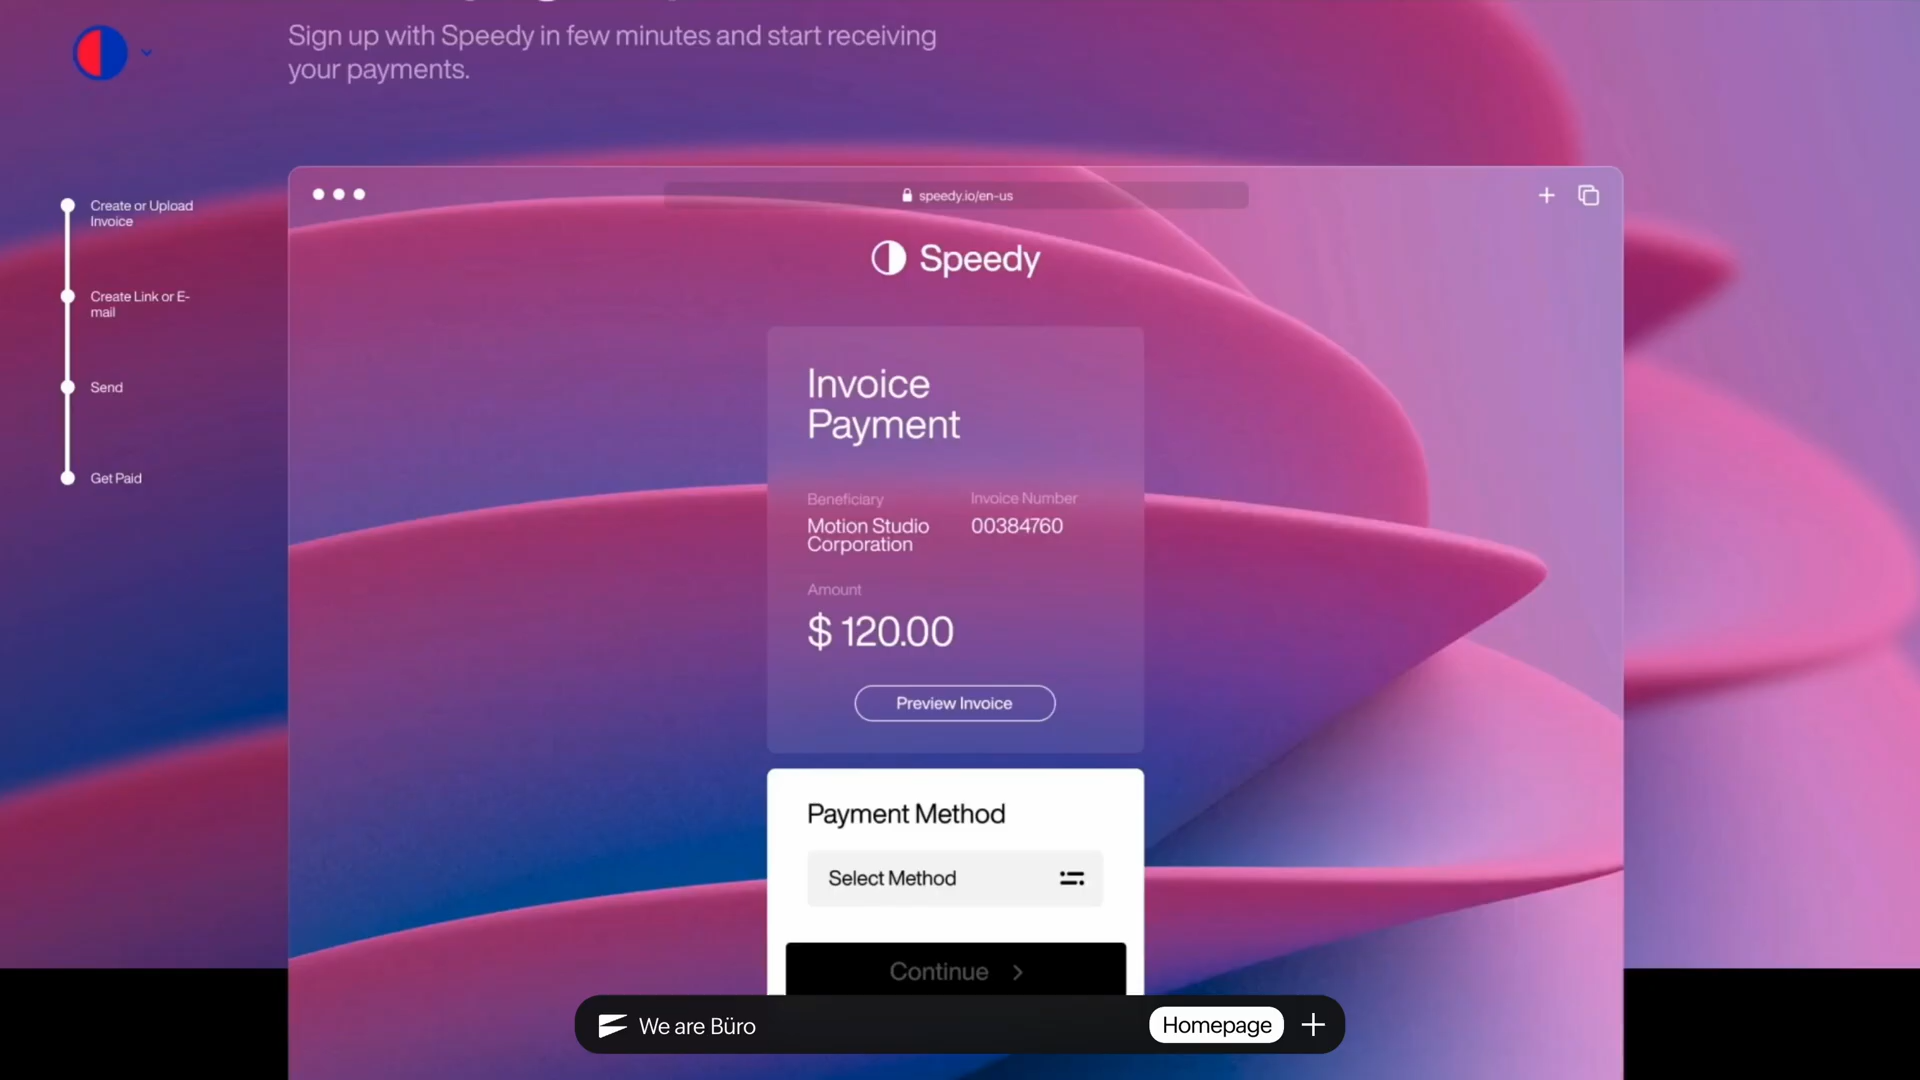 Sign up with Speedy in few minutes and start receiving
your payments.
Create or Upload
Invoice
Create Link or E-
mail
Send
Get Paid
speedy.io/en-us
Speedy
Invoice
Payment
Beneficiary
Motion Studio
Corporation
Invoice Number
00384760
Amount
$ 120.00
Preview Invoice
Payment Method
Select Method
Continue
We are Büro
Homepage